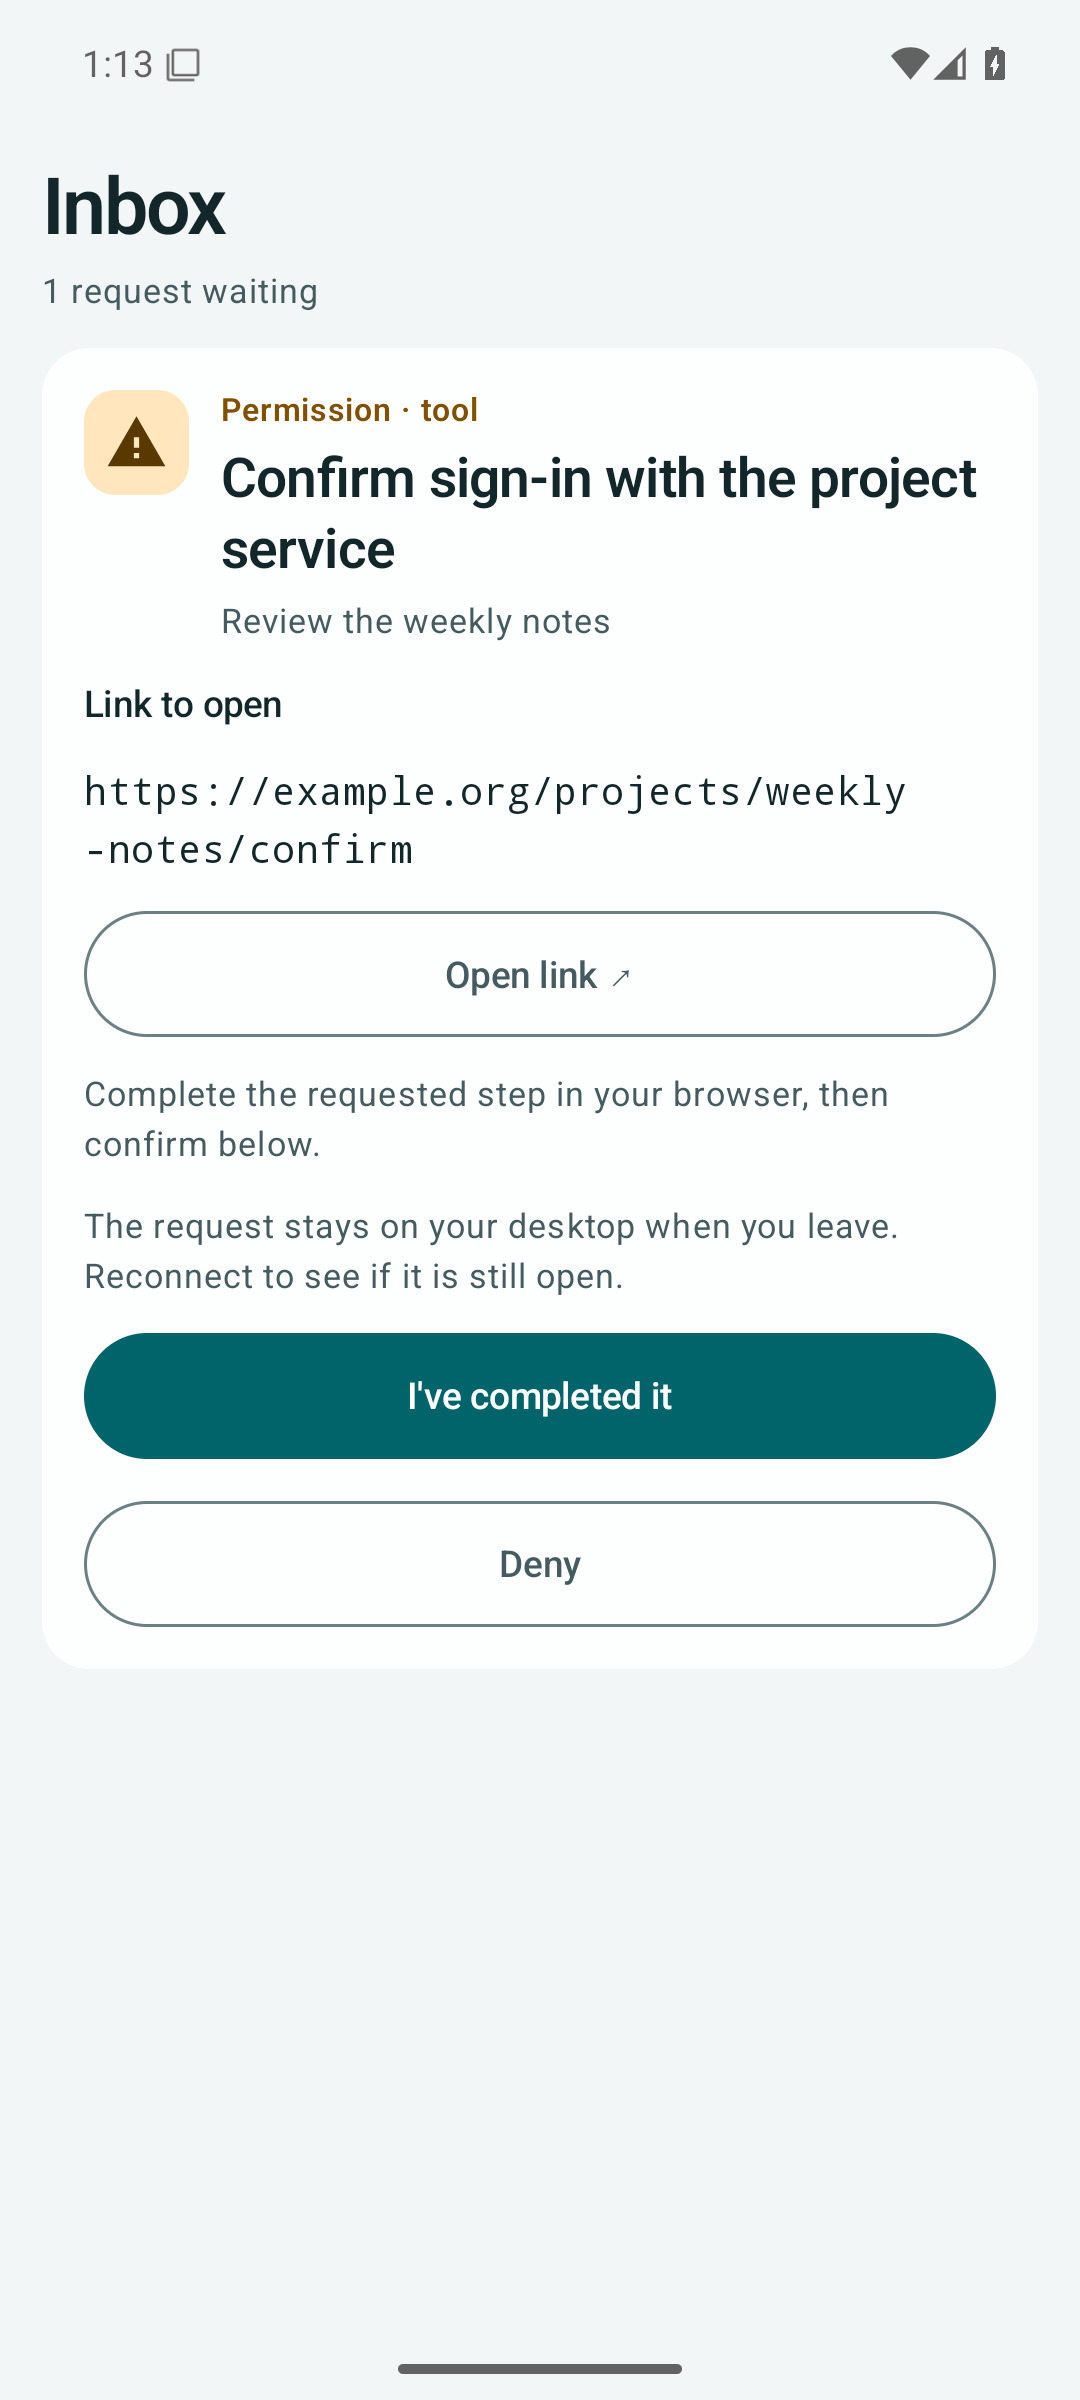 1:13
Inbox
1 request waiting
Permission · tool
Confirm sign-in with the project
service
Review the weekly notes
Link to open
https://example.org/projects/weekly
-notes/confirm
Open link ↗
Complete the requested step in your browser, then
confirm below.
The request stays on your desktop when you leave.
Reconnect to see if it is still open.
I've completed it
Deny